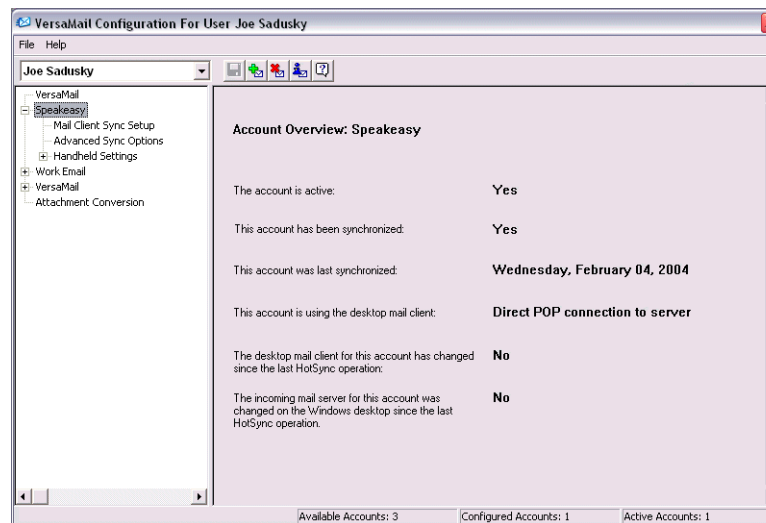 VersaMail Configuration For User Joe Sadusky
File Help
Joe Sadusky
VersaMail
Speakeasy
Mail Client Sync Setup
Advanced Sync Options
Handheld Settings
Work Email
VersaMail
Attachment Conversion
Account Overview: Speakeasy
The account is active: Yes
This account has been synchronized: Yes
This account was last synchronized: Wednesday, February 04, 2004
This account is using the desktop mail client: Direct POP connection to server
The desktop mail client for this account has changed No
since the last HotSync operation:
The incoming mail server for this account was No
changed on the Windows desktop since the last
HotSync operation.
Available Accounts: 3 Configured Accounts: 1 Active Accounts: 1